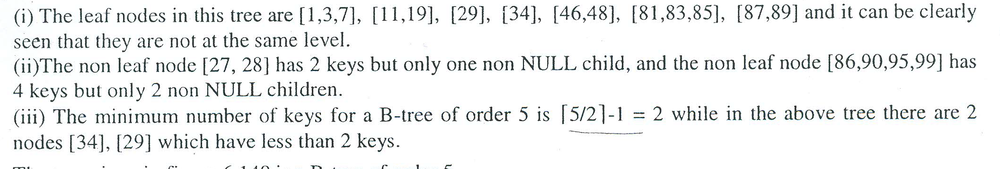 (i) The leaf nodes in this tree are [1,3,7], [11,19], [29], [34], [46,48], [81,83,85], [87,89] and it can be clearly
seen that they are not at the same level.
(ii)The non leaf node [27, 28] has 2 keys but only one non NULL child, and the non leaf node [86,90,95,99] has
4 keys but only 2 non NULL children.
(iii) The minimum number of keys for a B-tree of order 5 is ⌈5/2⌉-1 = 2 while in the above tree there are 2
nodes [34], [29] which have less than 2 keys.